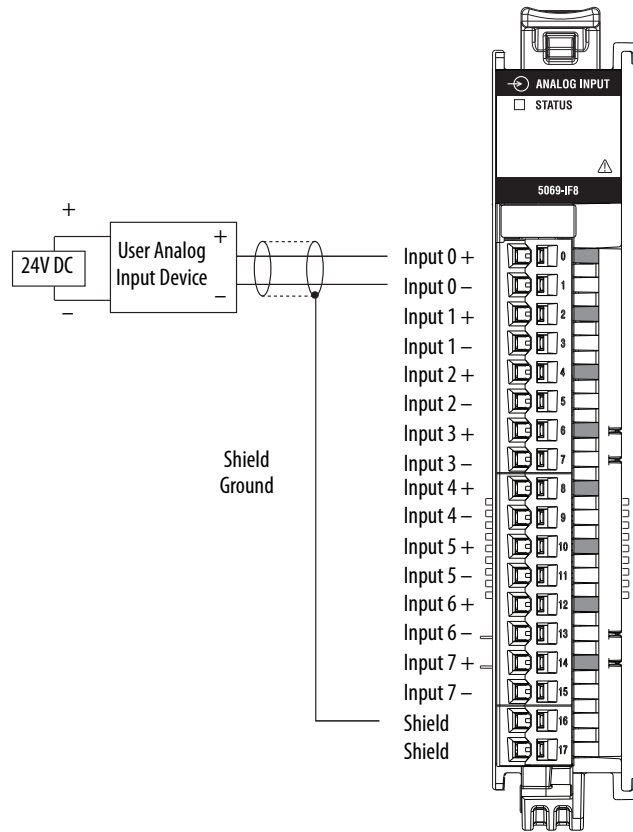 ANALOG INPUT
STATUS
5069-IF8
+
24V DC
–
User Analog
Input Device
+
–
Shield
Ground
Input 0 +
Input 0 –
Input 1 +
Input 1 –
Input 2 +
Input 2 –
Input 3 +
Input 3 –
Input 4 +
Input 4 –
Input 5 +
Input 5 –
Input 6 +
Input 6 –
Input 7 +
Input 7 –
Shield
Shield
0
1
2
3
4
5
6
7
8
9
10
11
12
13
14
15
16
17